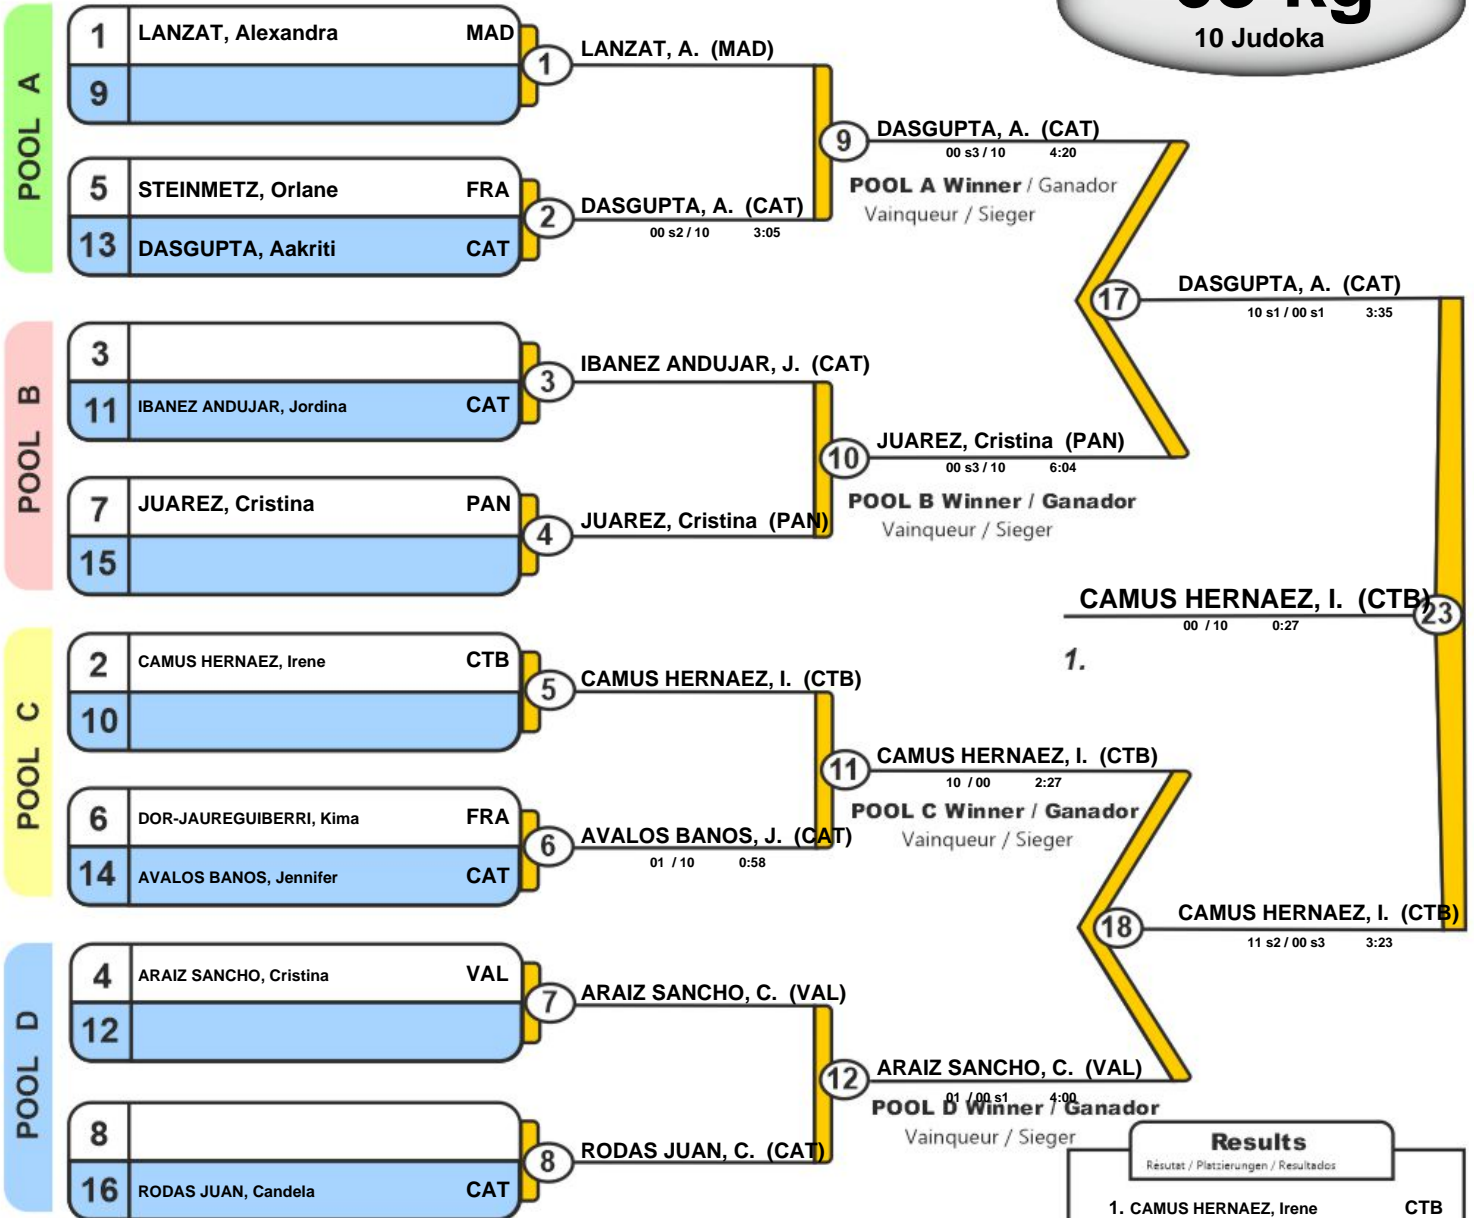 10 Judoka
POOL A
1 LANZAT, Alexandra MAD
9
5 STEINMETZ, Orlane FRA
13 DASGUPTA, Aakriti CAT
1 LANZAT, A. (MAD)
2 DASGUPTA, A. (CAT)
00 s2 / 10 3:05
9 DASGUPTA, A. (CAT)
00 s3 / 10 4:20
POOL A Winner / Ganador
Vainqueur / Sieger
POOL B
3
11 IBANEZ ANDUJAR, Jordina CAT
7 JUAREZ, Cristina PAN
15
3 IBANEZ ANDUJAR, J. (CAT)
4 JUAREZ, Cristina (PAN)
10 JUAREZ, Cristina (PAN)
00 s3 / 10 6:04
POOL B Winner / Ganador
Vainqueur / Sieger
17 DASGUPTA, A. (CAT)
10 s1 / 00 s1 3:35
CAMUS HERNAEZ, I. (CTB) 23
00 / 10 0:27
1.
POOL C
2 CAMUS HERNAEZ, Irene CTB
10
6 DOR-JAUREGUIBERRI, Kima FRA
14 AVALOS BANOS, Jennifer CAT
5 CAMUS HERNAEZ, I. (CTB)
6 AVALOS BANOS, J. (CAT)
01 / 10 0:58
11 CAMUS HERNAEZ, I. (CTB)
10 / 00 2:27
POOL C Winner / Ganador
Vainqueur / Sieger
POOL D
4 ARAIZ SANCHO, Cristina VAL
12
8
16 RODAS JUAN, Candela CAT
7 ARAIZ SANCHO, C. (VAL)
8 RODAS JUAN, C. (CAT)
12 ARAIZ SANCHO, C. (VAL)
01 / 00 s1 4:00
POOL D Winner / Ganador
Vainqueur / Sieger
18 CAMUS HERNAEZ, I. (CTB)
11 s2 / 00 s3 3:23
Results
Résutat / Platzierungen / Resultados
1. CAMUS HERNAEZ, Irene CTB